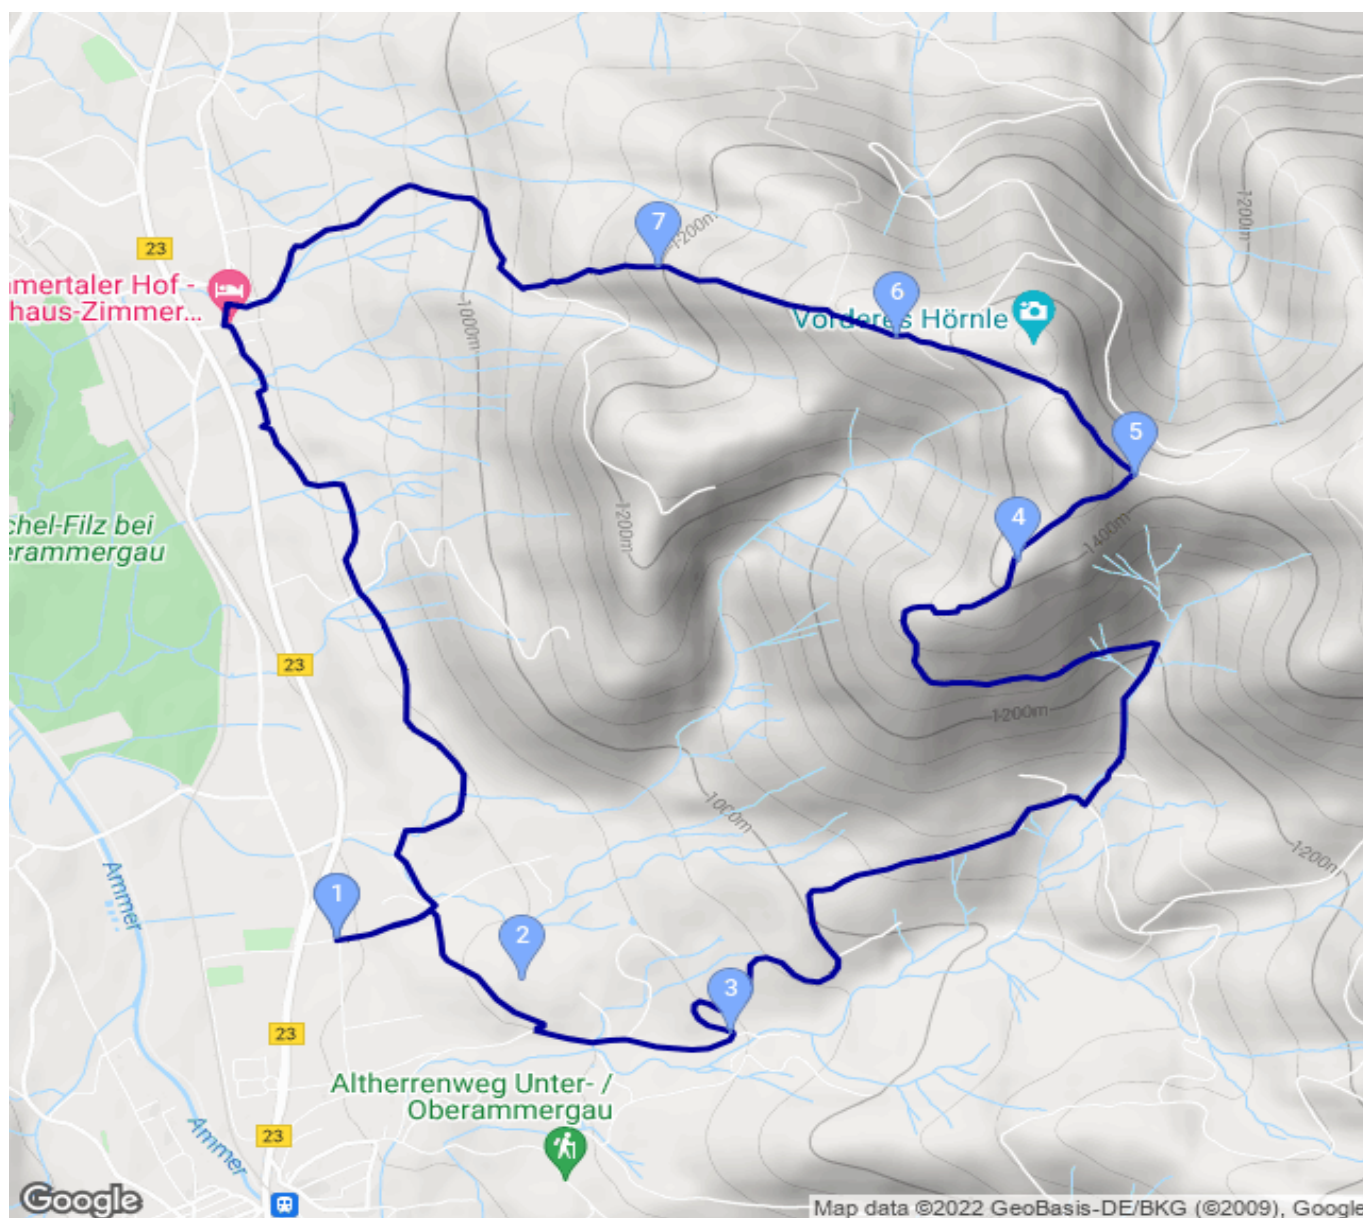 7
1200m
1200m
23
mmertaler Hof -
haus-Zimmer...
6
Vorderes Hörnle
1000m
5
4
1400m
1200m
chel-Filz bei
erammergau
23
1200m
1000m
1200m
Ammer
1
2
3
23
Altherrenweg Unter- /
Oberammergau
Ammer
23
Google
Map data ©2022 GeoBasis-DE/BKG (©2009), Google